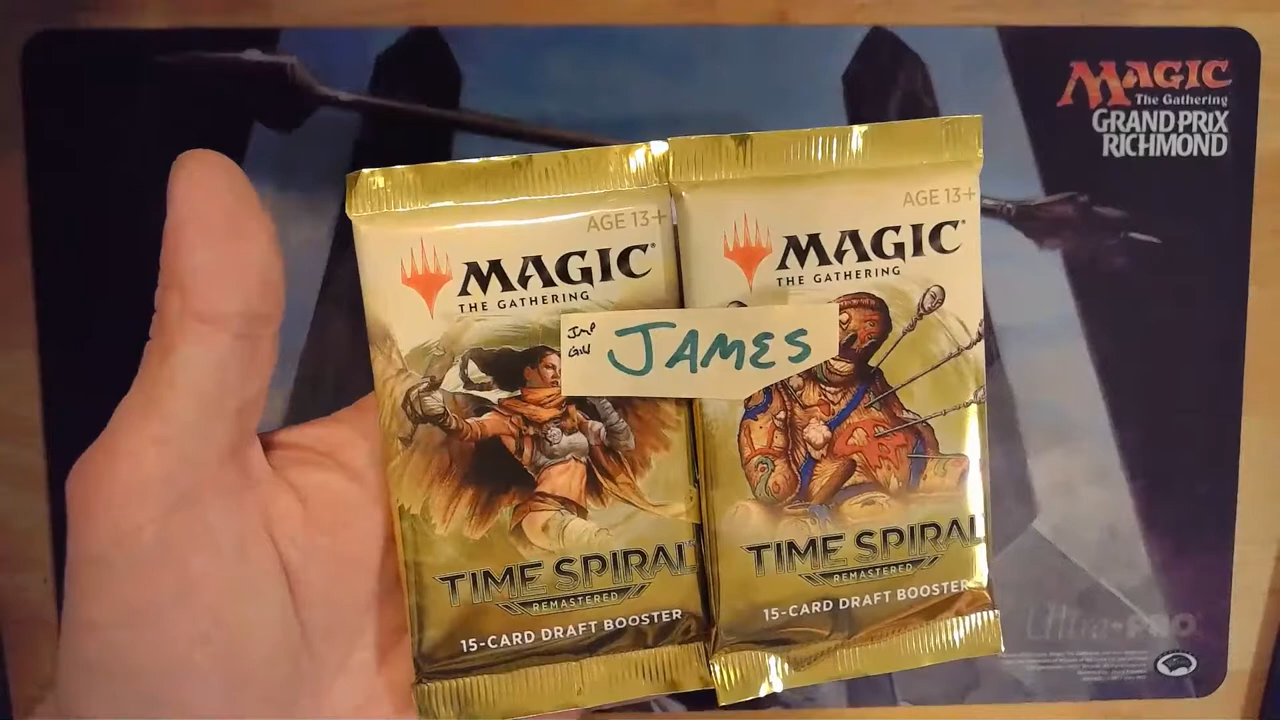 MAGIC
The Gathering
GRAND PRIX
RICHMOND
AGE 13+
MAGIC
THE GATHERING
TIME SPIRAL
REMASTERED
15-CARD DRAFT BOOSTER
AGE 13+
MAGIC
THE GATHERING
TIME SPIRAL
REMASTERED
15-CARD DRAFT BOOSTER
JAMES
Ultra•PRO